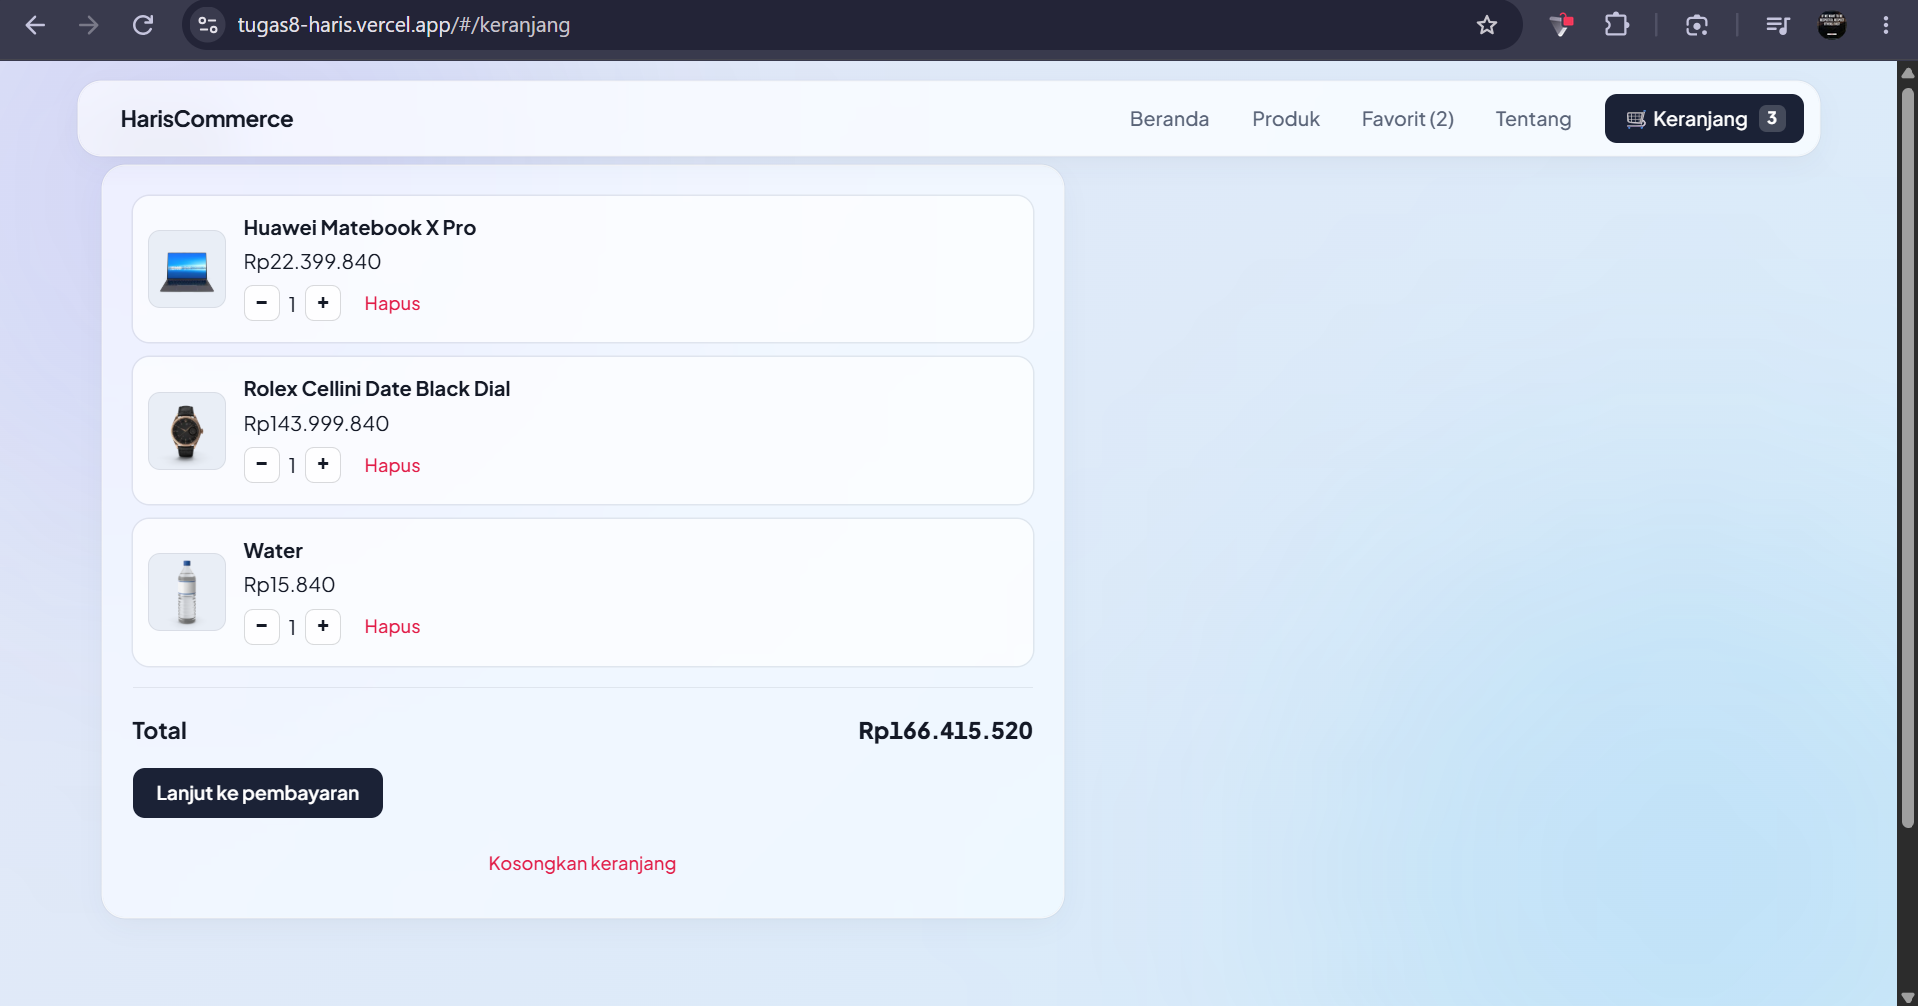 tugas8-haris.vercel.app/#/keranjang
HarisCommerce
Beranda
Produk
Favorit (2)
Tentang
Keranjang 3
Huawei Matebook X Pro
Rp22.399.840
− 1 +
Hapus
Rolex Cellini Date Black Dial
Rp143.999.840
− 1 +
Hapus
Water
Rp15.840
− 1 +
Hapus
Total
Rp166.415.520
Lanjut ke pembayaran
Kosongkan keranjang